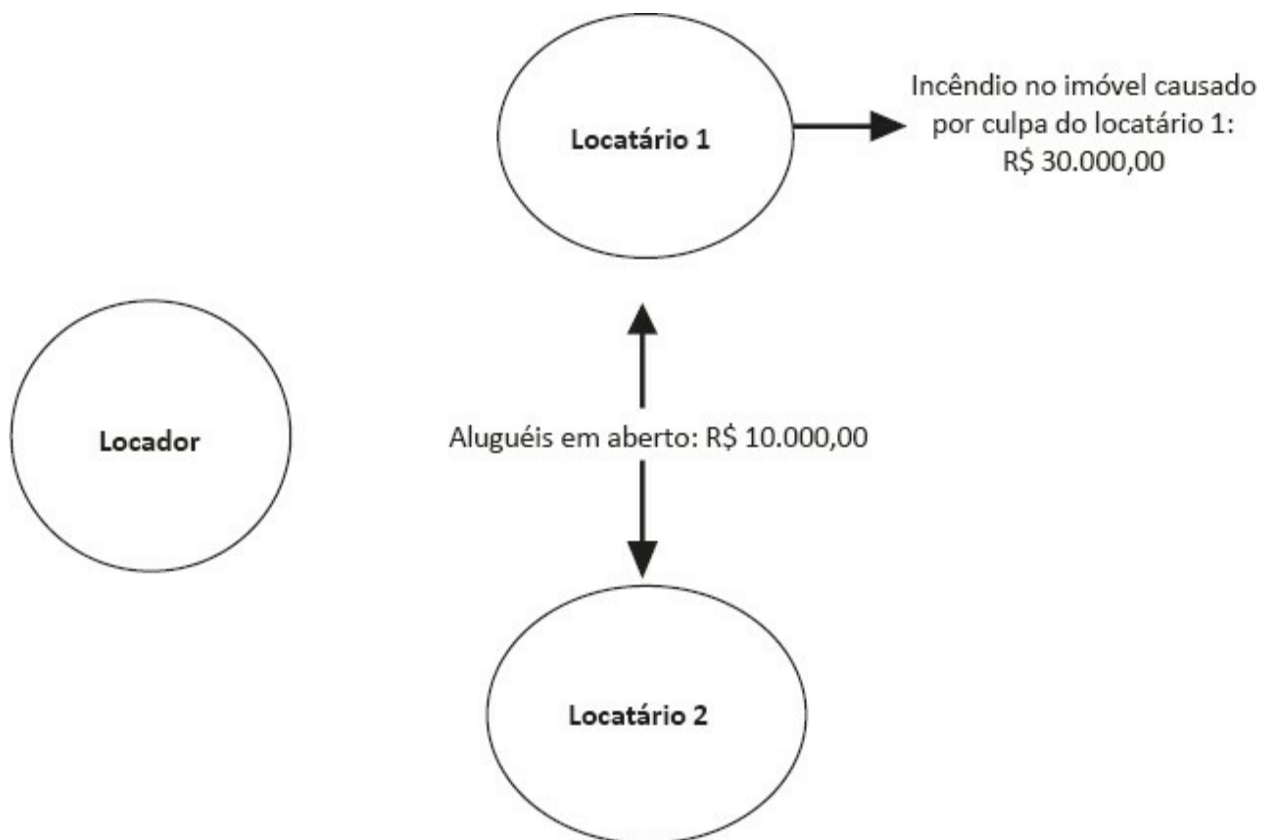 Locatário 1
Incêndio no imóvel causado
por culpa do locatário 1:
R$ 30.000,00
Locador
Aluguéis em aberto: R$ 10.000,00
Locatário 2